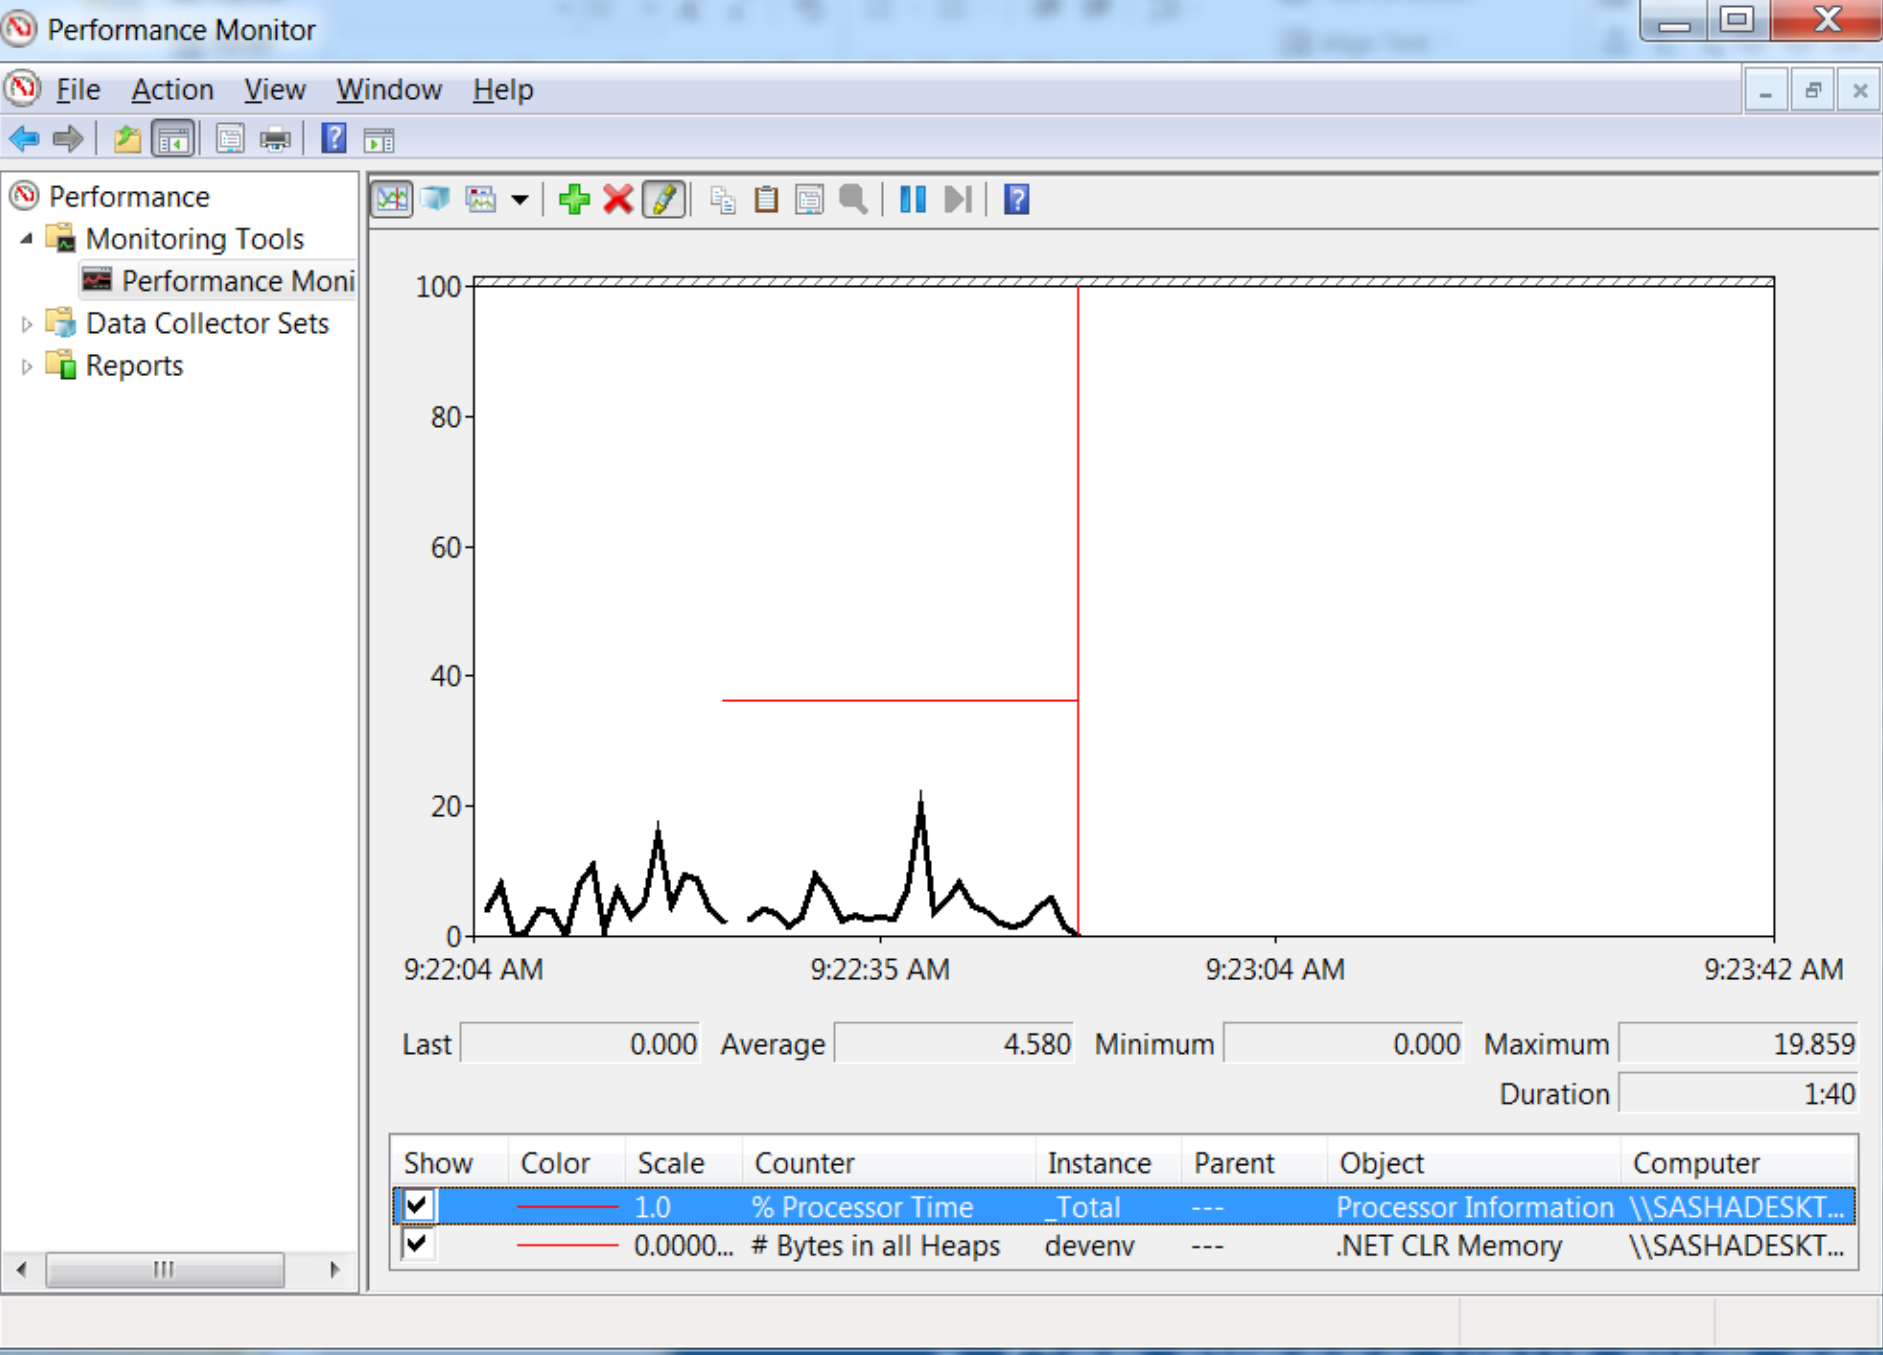 Performance Monitor
File Action View Window Help
Performance
Monitoring Tools
Performance Moni
Data Collector Sets
Reports
100
80
60
40
20
0
9:22:04 AM 9:22:35 AM 9:23:04 AM 9:23:42 AM
Last 0.000 Average 4.580 Minimum 0.000 Maximum 19.859
Duration 1:40
Show Color Scale Counter Instance Parent Object Computer
1.0 % Processor Time _Total --- Processor Information \\SASHADESKT...
0.0000... # Bytes in all Heaps devenv --- .NET CLR Memory \\SASHADESKT...